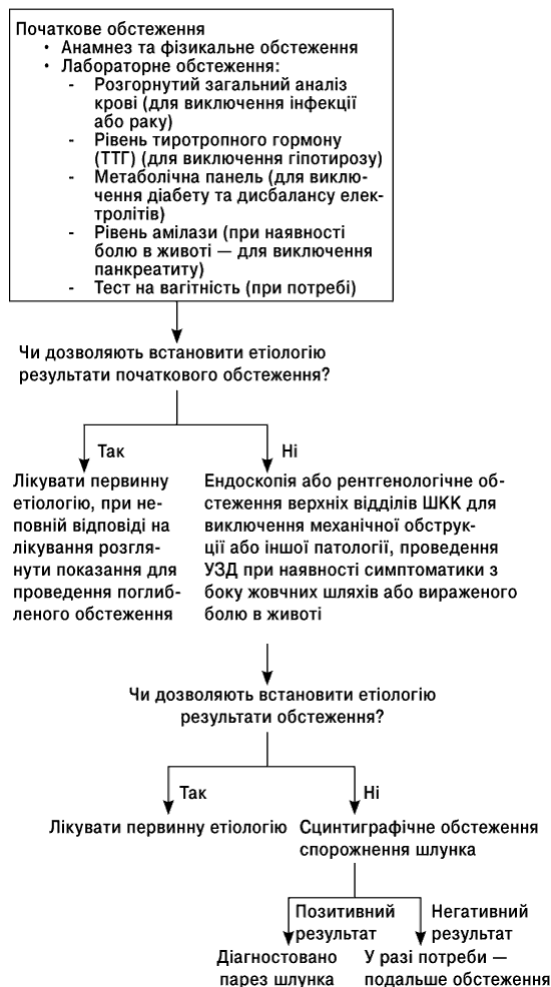 Початкове обстеження
• Анамнез та фізикальне обстеження
• Лабораторне обстеження:
- Розгорнутий загальний аналіз
крові (для виключення інфекції
або раку)
- Рівень тиротропного гормону
(ТТГ) (для виключення гіпотирозу)
- Метаболічна панель (для виклю-
чення діабету та дисбалансу елек-
тролітів)
- Рівень амілази (при наявності
болю в животі — для виключення
панкреатиту)
- Тест на вагітність (при потребі)
Чи дозволяють встановити етіологію
результати початкового обстеження?
Так
Лікувати первинну
етіологію, при не-
повній відповіді на
лікування розгля-
нути показання для
проведення поглиб-
леного обстеження
Ні
Ендоскопія або рентгенологічне об-
стеження верхніх відділів ШКК для
виключення механічної обструк-
ції або іншої патології, проведення
УЗД при наявності симптоматики з
боку жовчних шляхів або вираженого
болю в животі
Чи дозволяють встановити етіологію
результати обстеження?
Так
Лікувати первинну етіологію
Ні
Сцинтиграфічне обстеження
спорожнення шлунка
Позитивний
результат
Діагностовано
парез шлунка
Негативний
результат
У разі потреби —
подальше обстеження